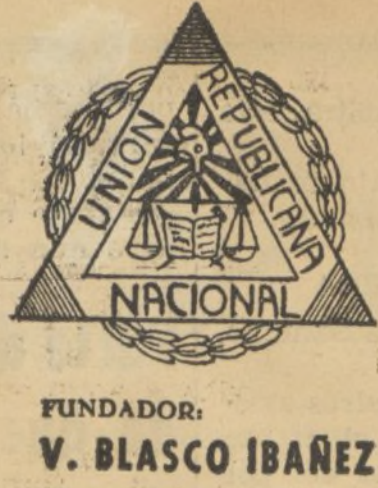 UNION
REPUBLICANA
NACIONAL
FUNDADOR:
V. BLASCO IBAÑEZ